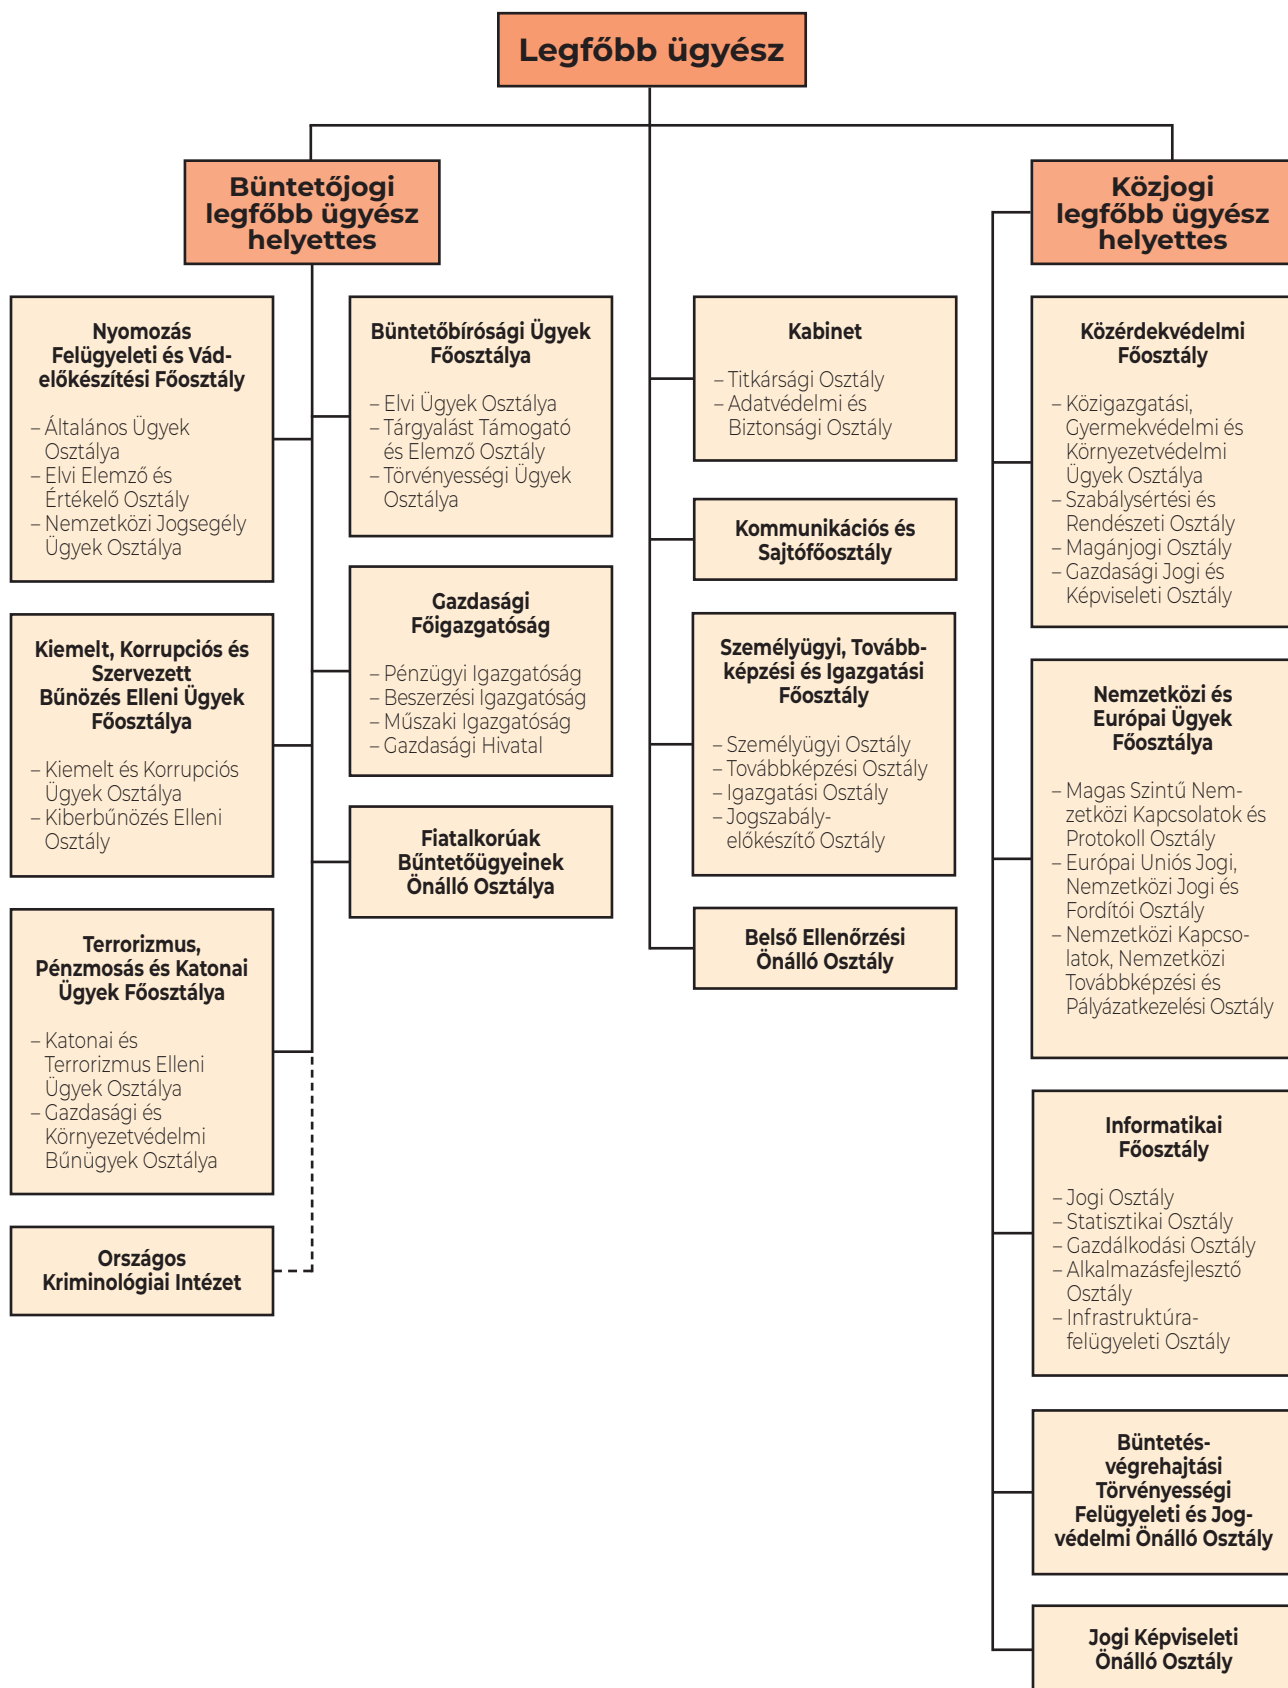 Legfőbb ügyész
Büntetőjogi
legfőbb ügyész
helyettes
Közjogi
legfőbb ügyész
helyettes
Nyomozás
Felügyeleti és Vád-
előkészítési Főosztály
– Általános Ügyek
Osztálya
– Elvi Elemző és
Értékelő Osztály
– Nemzetközi Jogsegély
Ügyek Osztálya
Kiemelt, Korrupciós és
Szervezett
Bűnözés Elleni Ügyek
Főosztálya
– Kiemelt és Korrupciós
Ügyek Osztálya
– Kiberbűnözés Elleni
Osztály
Terrorizmus,
Pénzmosás és Katonai
Ügyek Főosztálya
– Katonai és
Terrorizmus Elleni
Ügyek Osztálya
– Gazdasági és
Környezetvédelmi
Bűnügyek Osztálya
Országos
Kriminológiai Intézet
Büntetőbírósági Ügyek
Főosztálya
– Elvi Ügyek Osztálya
– Tárgyalást Támogató
és Elemző Osztály
– Törvényességi Ügyek
Osztálya
Gazdasági
Főigazgatóság
– Pénzügyi Igazgatóság
– Beszerzési Igazgatóság
– Műszaki Igazgatóság
– Gazdasági Hivatal
Fiatalkorúak
Bűntetőügyeinek
Önálló Osztálya
Kabinet
– Titkársági Osztály
– Adatvédelmi és
Biztonsági Osztály
Kommunikációs és
Sajtófőosztály
Személyügyi, Tovább-
képzési és Igazgatási
Főosztály
– Személyügyi Osztály
– Továbbképzési Osztály
– Igazgatási Osztály
– Jogszabály-
előkészítő Osztály
Belső Ellenőrzési
Önálló Osztály
Közérdekvédelmi
Főosztály
– Közigazgatási,
Gyermekvédelmi és
Környezetvédelmi
Ügyek Osztálya
– Szabálysértési és
Rendészeti Osztály
– Magánjogi Osztály
– Gazdasági Jogi és
Képviseleti Osztály
Nemzetközi és
Európai Ügyek
Főosztálya
– Magas Szintű Nem-
zetközi Kapcsolatok és
Protokoll Osztály
– Európai Uniós Jogi,
Nemzetközi Jogi és
Fordítói Osztály
– Nemzetközi Kapcso-
latok, Nemzetközi
Továbbképzési és
Pályázatkezelési Osztály
Informatikai
Főosztály
– Jogi Osztály
– Statisztikai Osztály
– Gazdálkodási Osztály
– Alkalmazásfejlesztő
Osztály
– Infrastruktúra-
felügyeleti Osztály
Büntetés-
végrehajtási
Törvényességi
Felügyeleti és Jog-
védelmi Önálló Osztály
Jogi Képviseleti
Önálló Osztály